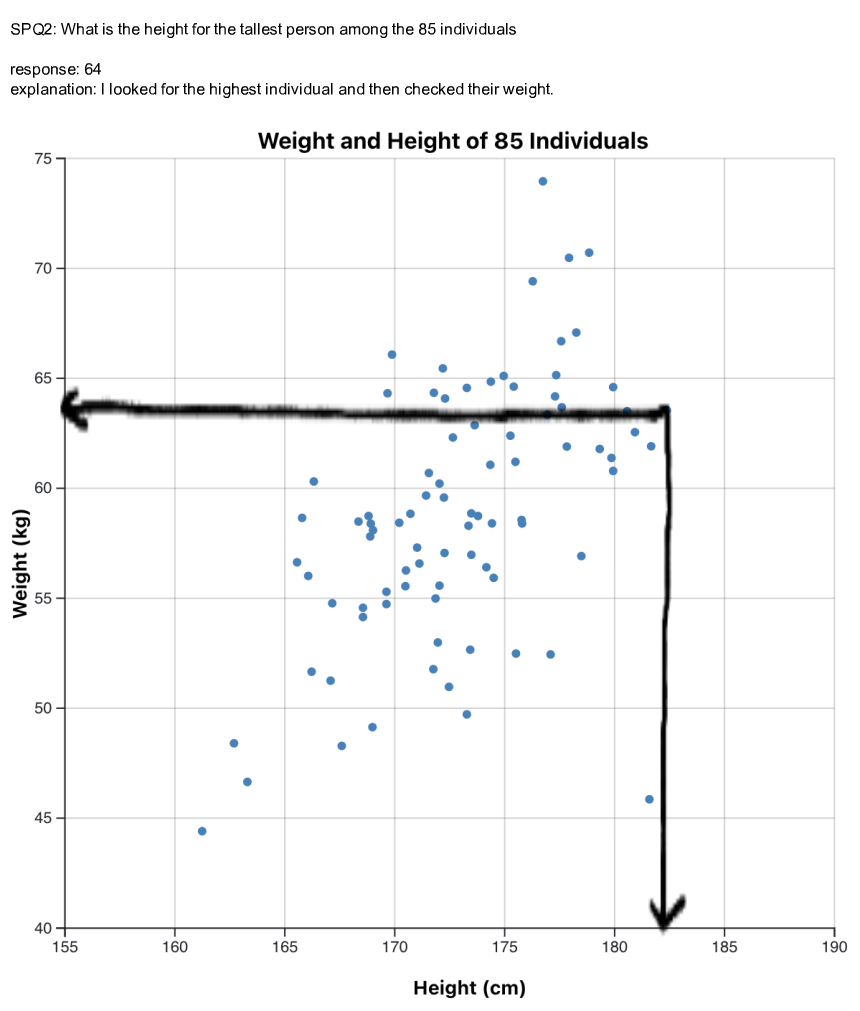 SPQ2: What is the height for the tallest person among the 85 individuals
response: 64
explanation: I looked for the highest individual and then checked their weight.
Weight and Height of 85 Individuals
75
70
65
60
55
50
45
40
Weight (kg)
155 160 165 170 175 180 185 190
Height (cm)